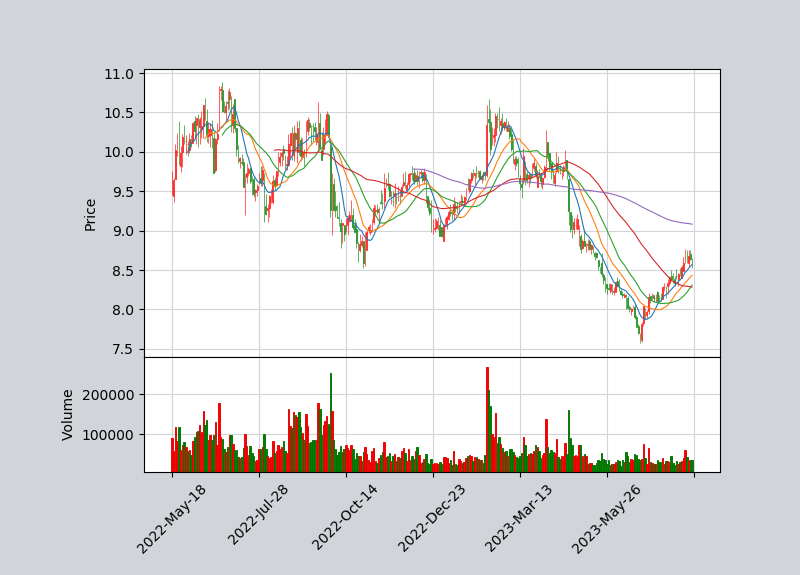 11.0
10.5
10.0
9.5
9.0
8.5
8.0
7.5
Price
200000
100000
Volume
2022-May-18
2022-Jul-28
2022-Oct-14
2022-Dec-23
2023-Mar-13
2023-May-26